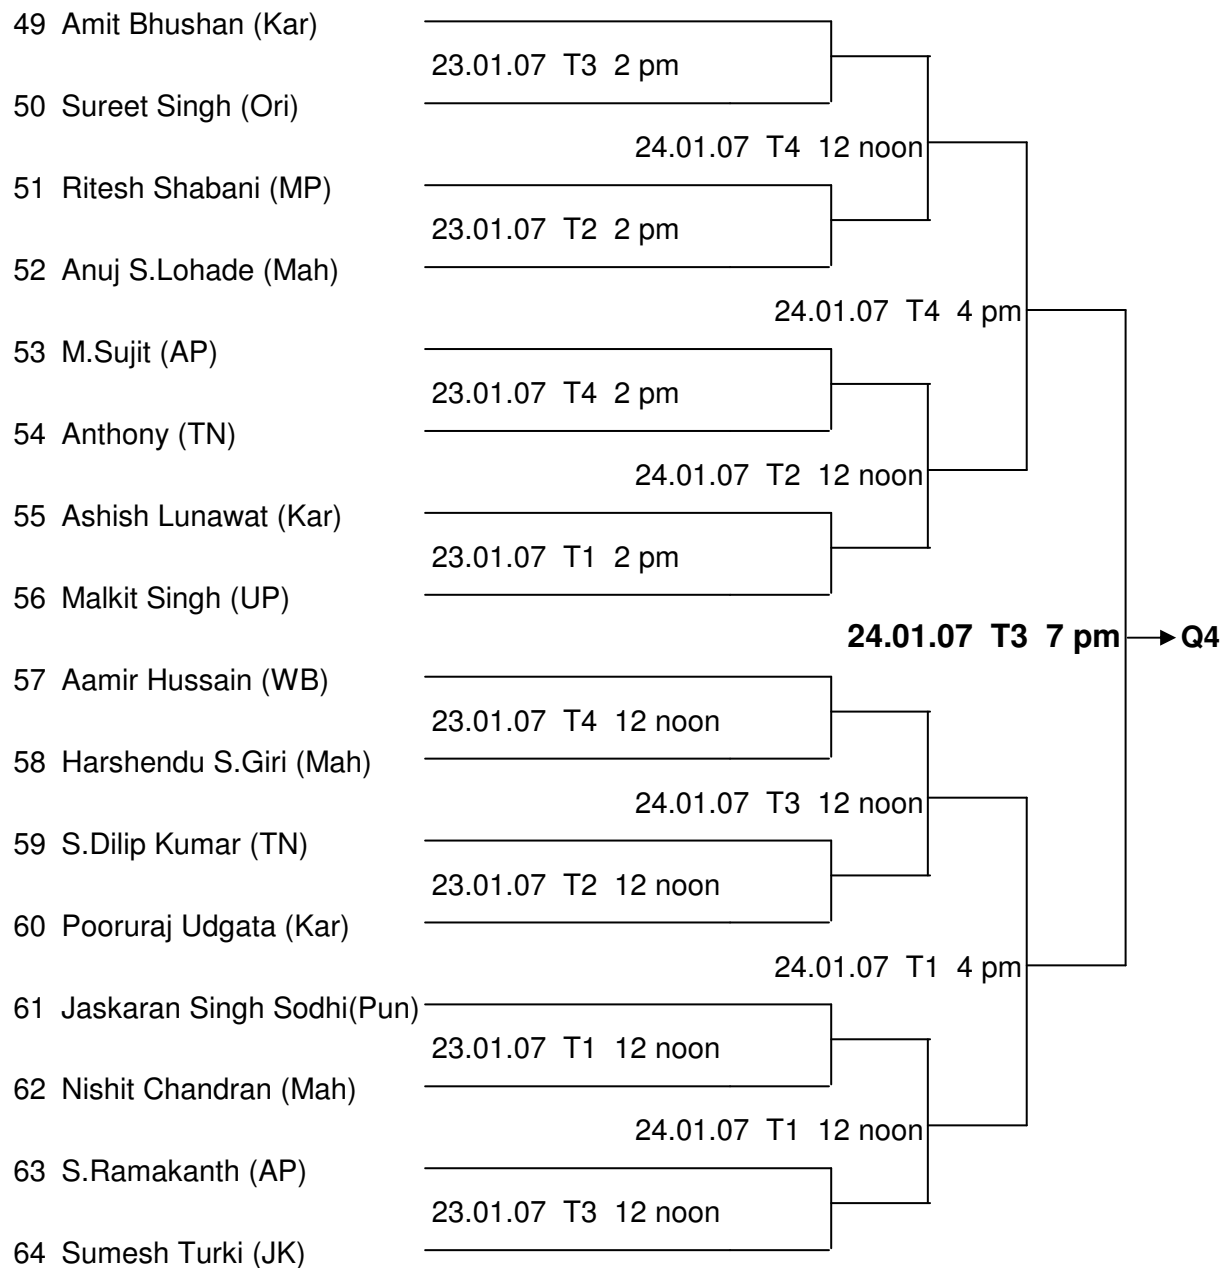 49 Amit Bhushan (Kar)
23.01.07 T3 2 pm
50 Sureet Singh (Ori)
24.01.07 T4 12 noon
51 Ritesh Shabani (MP)
23.01.07 T2 2 pm
52 Anuj S.Lohade (Mah)
24.01.07 T4 4 pm
53 M.Sujit (AP)
23.01.07 T4 2 pm
54 Anthony (TN)
24.01.07 T2 12 noon
55 Ashish Lunawat (Kar)
23.01.07 T1 2 pm
56 Malkit Singh (UP)
24.01.07 T3 7 pm Q4
57 Aamir Hussain (WB)
23.01.07 T4 12 noon
58 Harshendu S.Giri (Mah)
24.01.07 T3 12 noon
59 S.Dilip Kumar (TN)
23.01.07 T2 12 noon
60 Pooruraj Udgata (Kar)
24.01.07 T1 4 pm
61 Jaskaran Singh Sodhi(Pun)
23.01.07 T1 12 noon
62 Nishit Chandran (Mah)
24.01.07 T1 12 noon
63 S.Ramakanth (AP)
23.01.07 T3 12 noon
64 Sumesh Turki (JK)